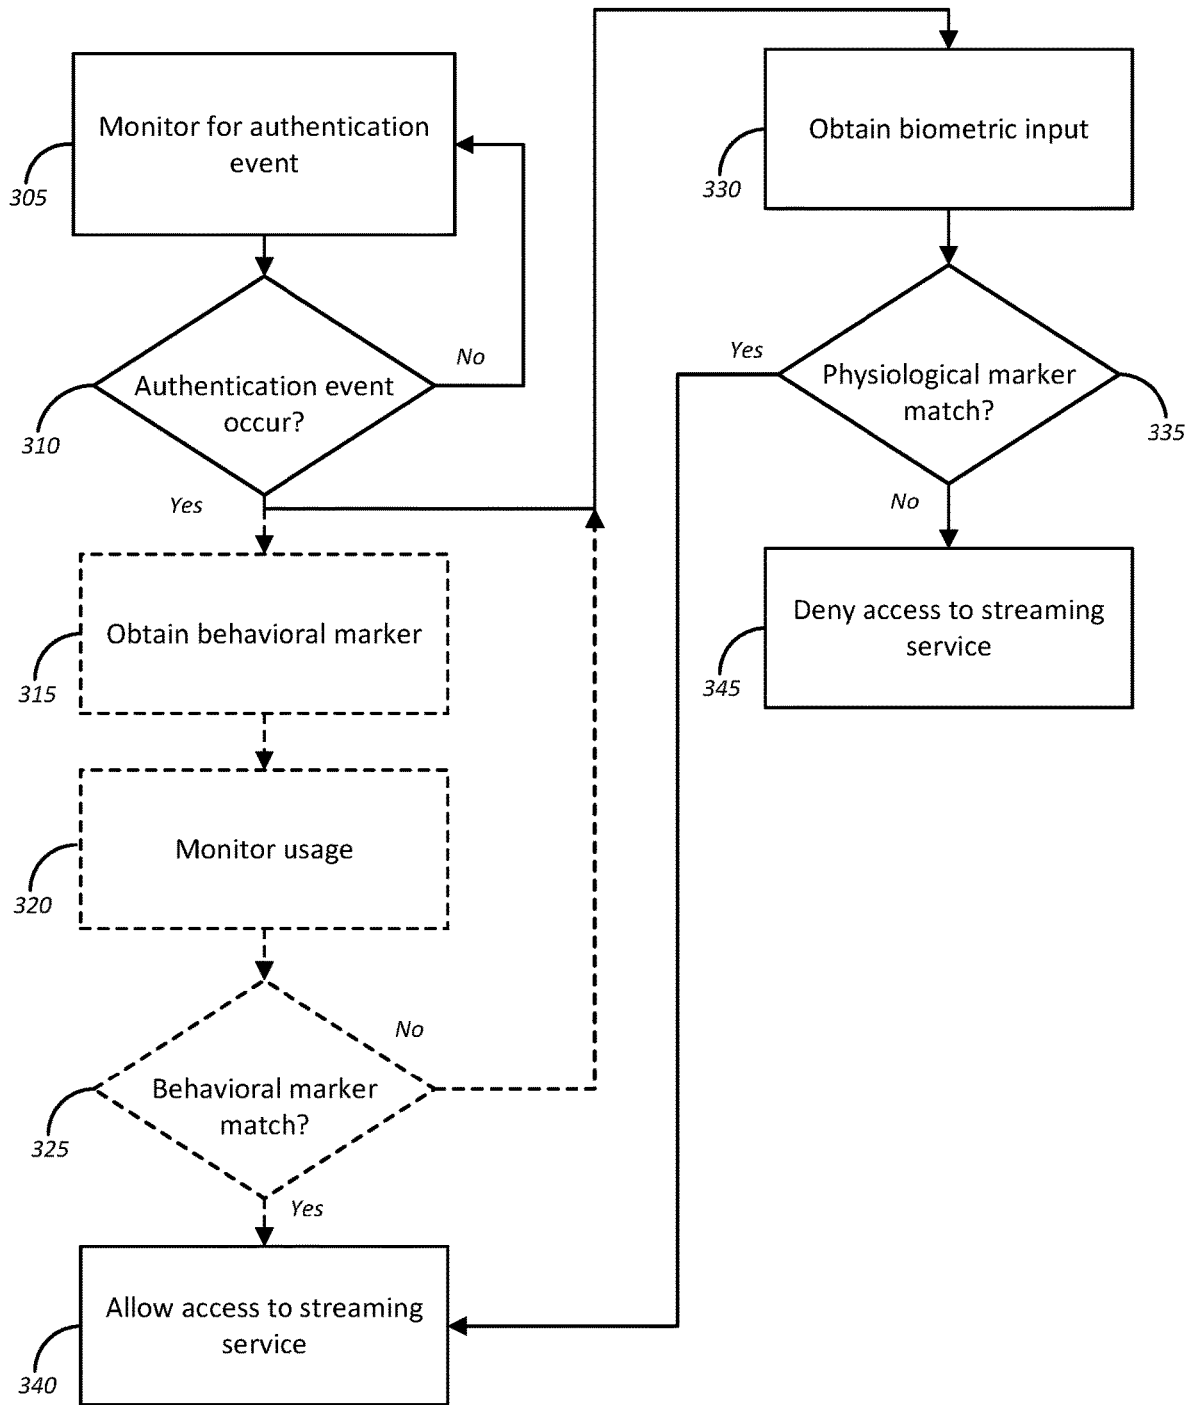 Monitor for authentication
event
305
Authentication event
occur?
310
No
Yes
Obtain behavioral marker
315
Monitor usage
320
Behavioral marker
match?
325
No
Yes
Allow access to streaming
service
340
Obtain biometric input
330
Physiological marker
match?
335
Yes
No
Deny access to streaming
service
345